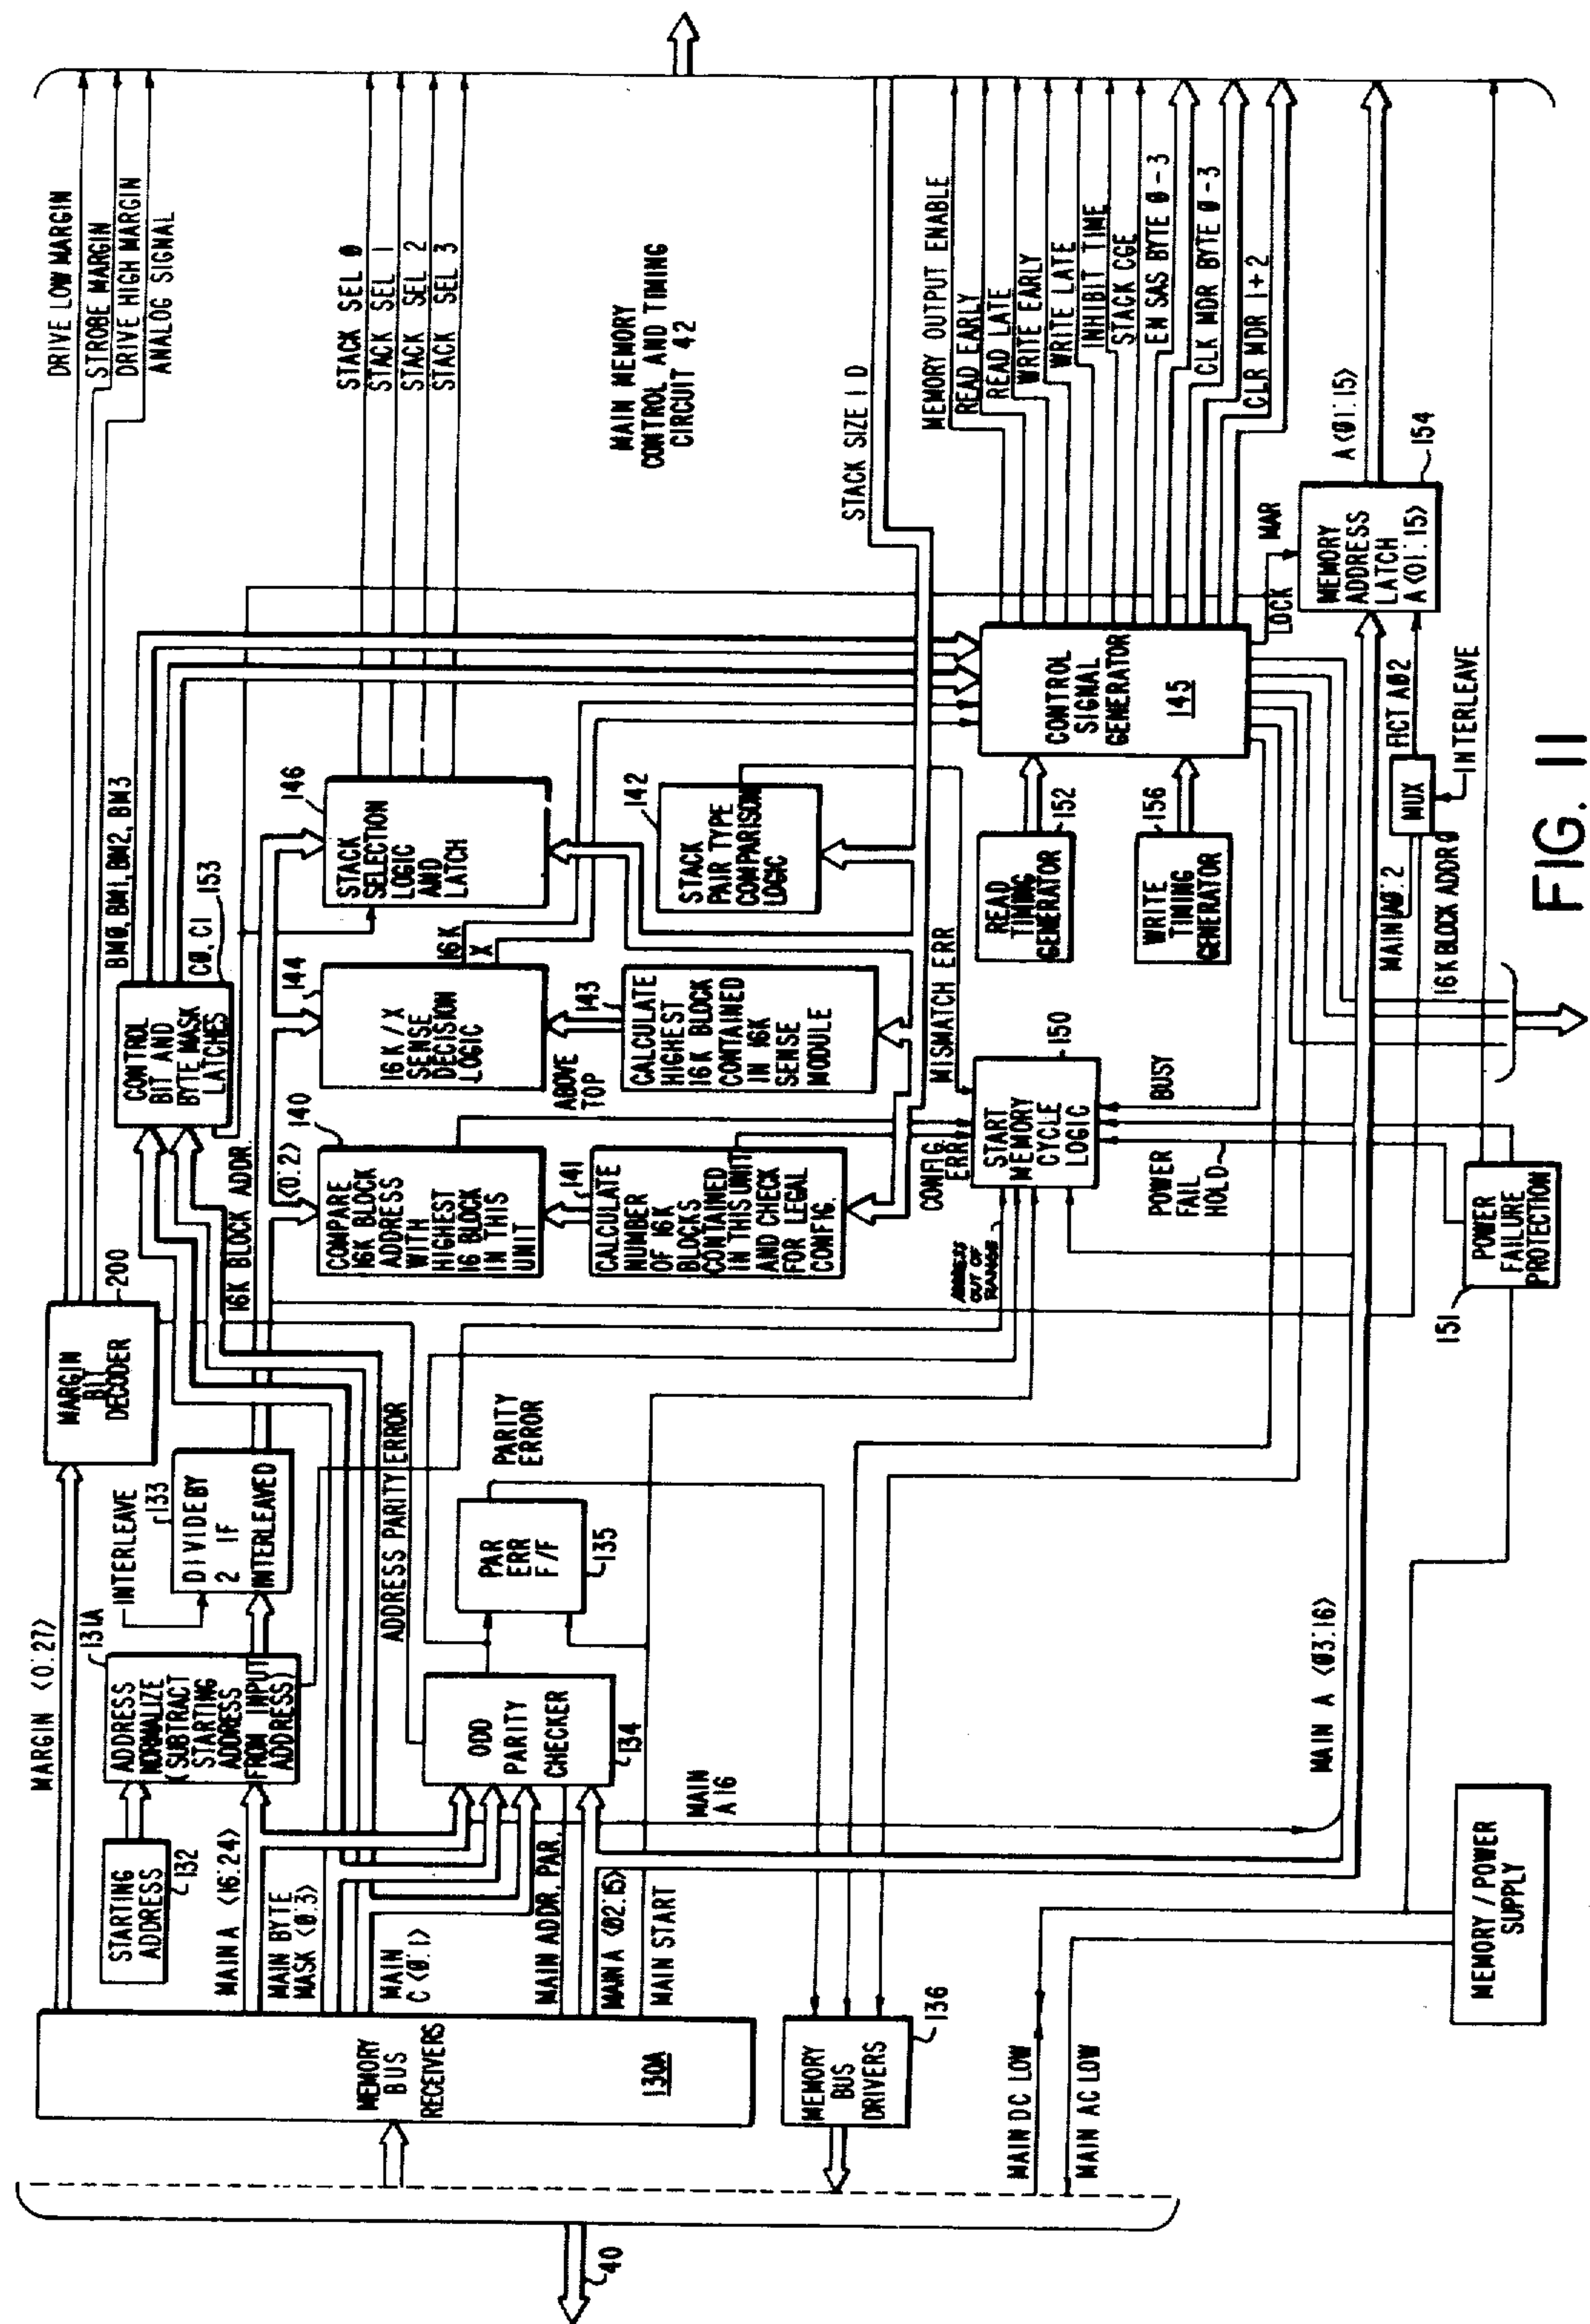 MARGIN <0:27>
STARTING
ADDRESS
132
ADDRESS
NORMALIZE
(SUBTRACT
STARTING
ADDRESS
FROM INPUT
ADDRESS)
131A
INTERLEAVE
133
DIVIDE BY
2 IF
INTERLEAVED
MARGIN
BIT
DECODER
200
DRIVE LOW MARGIN
STROBE MARGIN
DRIVE HIGH MARGIN
ANALOG SIGNAL
MAIN A <16:24>
MAIN BYTE
MASK <0:3>
MAIN
C <0:1>
MAIN ADDR. PAR.
MAIN A <02:15>
MAIN START
MEMORY
BUS
RECEIVERS
130A
40
16K BLOCK ADDR.
<0:2>
CONTROL
BIT AND
BYTE MASK
LATCHES
BM0, BM1, BM2, BM3
C0, C1
153
STACK SEL 0
STACK SEL 1
STACK SEL 2
STACK SEL 3
ADDRESS PARITY ERROR
ODD
PARITY
CHECKER
134
PAR
ERR
F/F
135
PARITY
ERROR
MAIN
A16
140
COMPARE
16K BLOCK
ADDRESS
WITH
HIGHEST
16 BLOCK
IN THIS
UNIT
144
16K/X
SENSE
DECISION
LOGIC
16K
X
146
STACK
SELECTION
LOGIC
AND
LATCH
MAIN MEMORY
CONTROL AND TIMING
CIRCUIT 42
141
CALCULATE
NUMBER
OF 16K
BLOCKS
CONTAINED
IN THIS UNIT
AND CHECK
FOR LEGAL
CONFIG.
ABOVE
TOP
143
CALCULATE
HIGHEST
16K BLOCK
CONTAINED
IN 16K
SENSE
MODULE
142
STACK
PAIR TYPE
COMPARISON
LOGIC
STACK SIZE I D
MEMORY
BUS
DRIVERS
136
ADDRESS
OUT OF
RANGE
CONFIG.
ERR
MISMATCH ERR
START
MEMORY
CYCLE
LOGIC
150
READ
TIMING
GENERATOR
152
WRITE
TIMING
GENERATOR
156
CONTROL
SIGNAL
GENERATOR
145
MEMORY OUTPUT ENABLE
READ EARLY
READ LATE
WRITE EARLY
WRITE LATE
INHIBIT TIME
STACK CGE
EN SAS BYTE 0-3
CLK MDR BYTE 0-3
CLR MDR 1+2
POWER
FAIL
HOLD
BUSY
LOCK
MAR
MAIN DC LOW
MAIN AC LOW
MAIN A <03:16>
MAIN A0:2
16K BLOCK ADDR 0
MUX
INTERLEAVE
FICT A02
MEMORY
ADDRESS
LATCH
A<01:15>
154
A<01:15>
MEMORY / POWER
SUPPLY
POWER
FAILURE
PROTECTION
151
FIG. 11